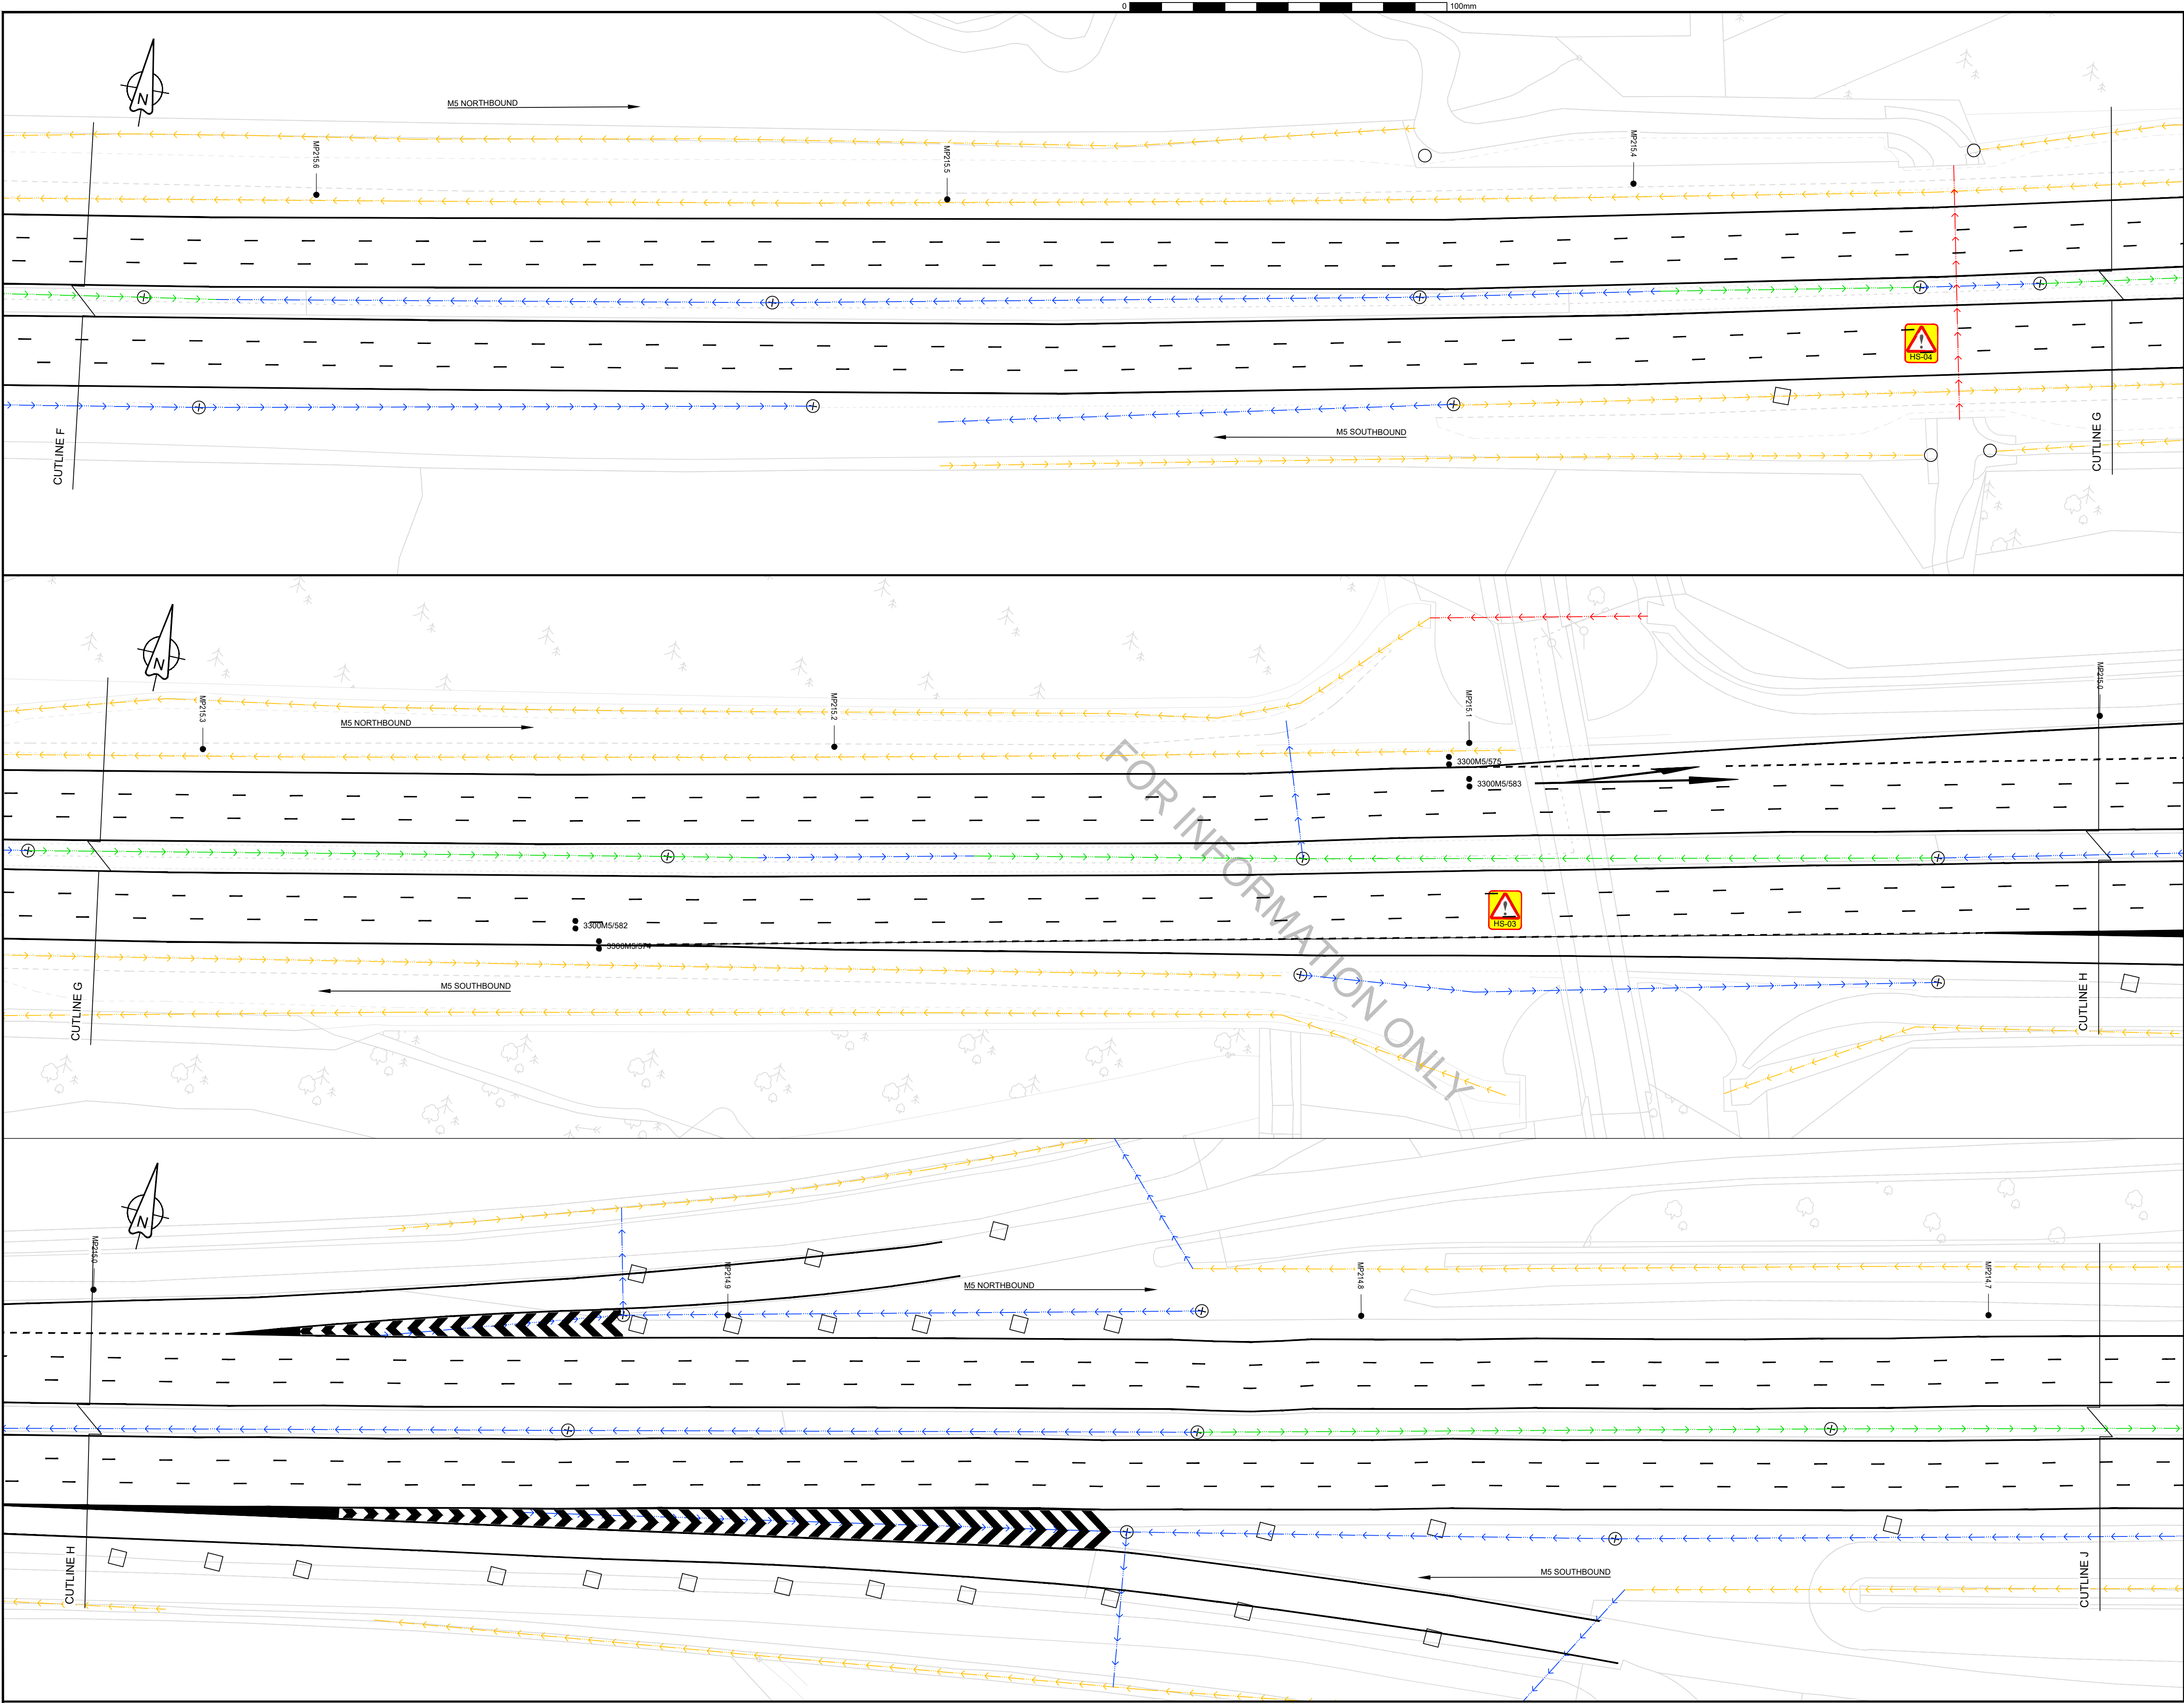 0 100mm
N
M5 NORTHBOUND
MP215.6
MP215.5
MP215.4
HS-04
M5 SOUTHBOUND
CUTLINE F
CUTLINE G
N
M5 NORTHBOUND
MP215.3
MP215.2
MP215.1
MP215.0
3300M5/575
3300M5/583
FOR INFORMATION ONLY
3300M5/582
3300M5/574
HS-03
M5 SOUTHBOUND
CUTLINE G
CUTLINE H
N
MP215.0
MP214.9
M5 NORTHBOUND
MP214.8
MP214.7
M5 SOUTHBOUND
CUTLINE H
CUTLINE J